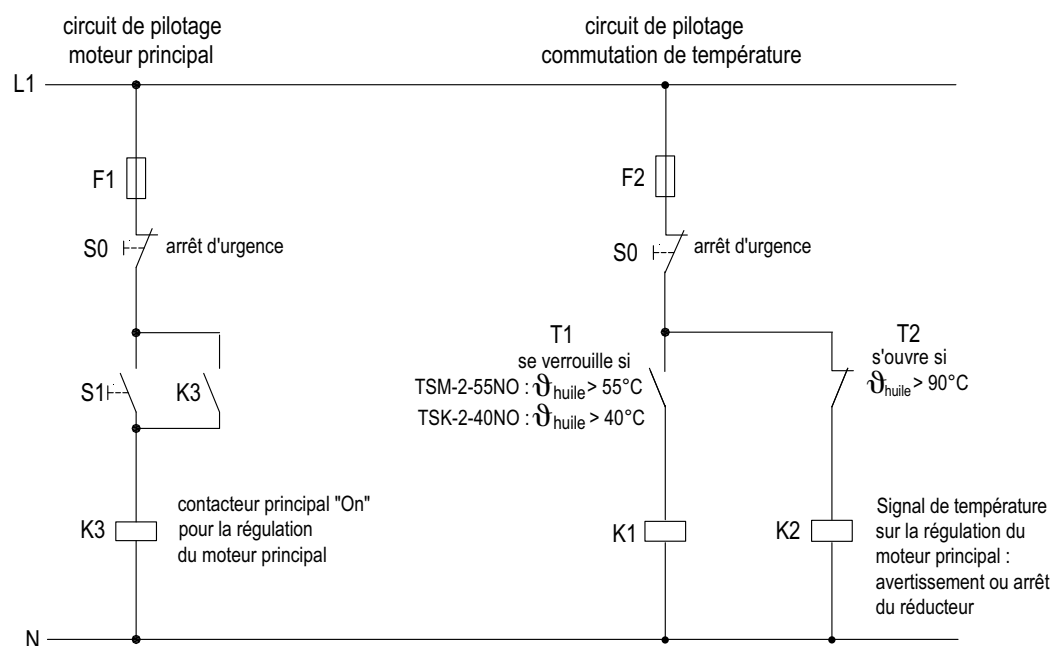 circuit de pilotage
moteur principal
circuit de pilotage
commutation de température
L1
F1
S0
arrêt d'urgence
S1
K3
K3
contacteur principal "On"
pour la régulation
du moteur principal
F2
S0
arrêt d'urgence
T1
se verrouille si
TSM-2-55NO : ϑhuile > 55°C
TSK-2-40NO : ϑhuile > 40°C
T2
s'ouvre si
ϑhuile > 90°C
K1
K2
Signal de température
sur la régulation du
moteur principal :
avertissement ou arrêt
du réducteur
N